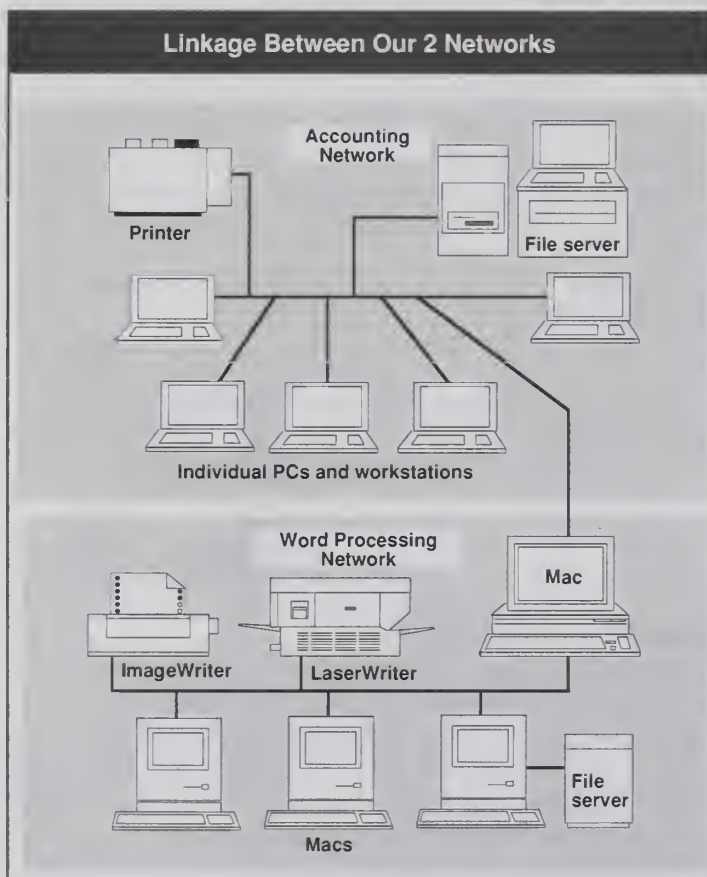 Linkage Between Our 2 Networks
Accounting
Network
Printer
File server
Individual PCs and workstations
Word Processing
Network
Mac
ImageWriter
LaserWriter
File
server
Macs